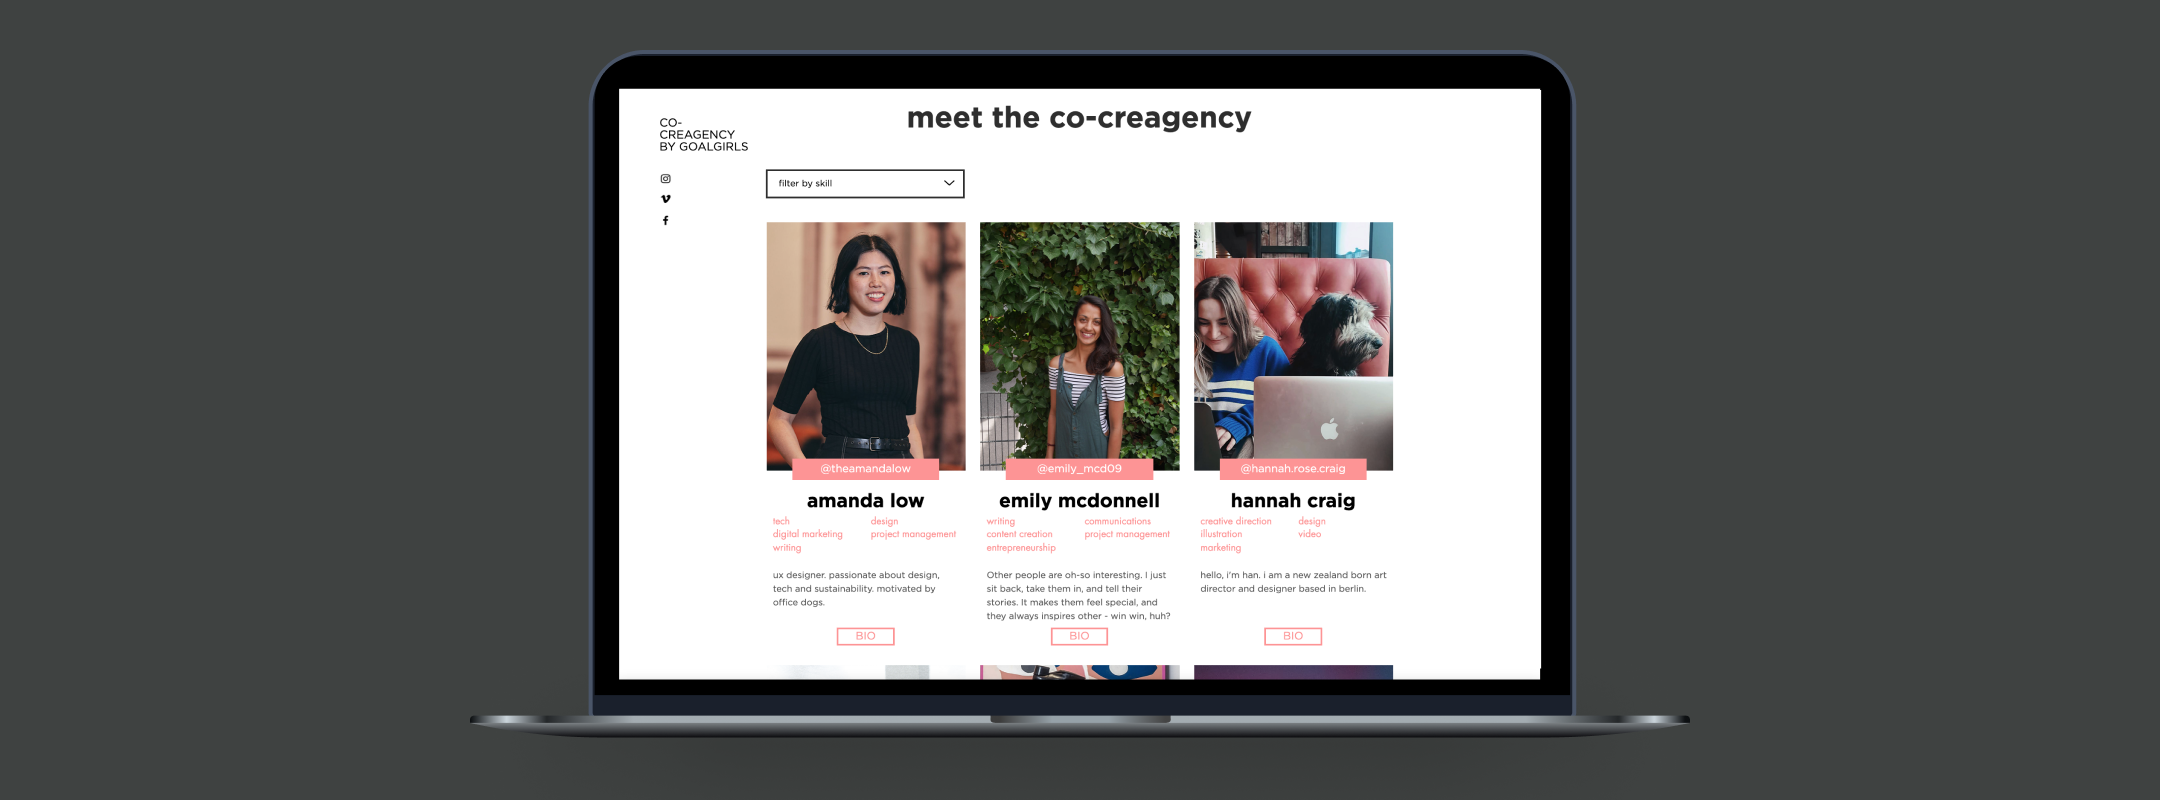 meet the co-creagency
CO-
CREAGENCY
BY GOALGIRLS
filter by skill
@theamandalow
amanda low
tech
digital marketing
writing
design
project management
ux designer. passionate about design,
tech and sustainability. motivated by
office dogs.
BIO
@emily_mcd09
emily mcdonnell
writing
content creation
entrepreneurship
communications
project management
Other people are oh-so interesting. I just
sit back, take them in, and tell their
stories. It makes them feel special, and
they always inspires other - win win, huh?
BIO
@hannah.rose.craig
hannah craig
creative direction
illustration
marketing
design
video
hello, i'm han. i am a new zealand born art
director and designer based in berlin.
BIO